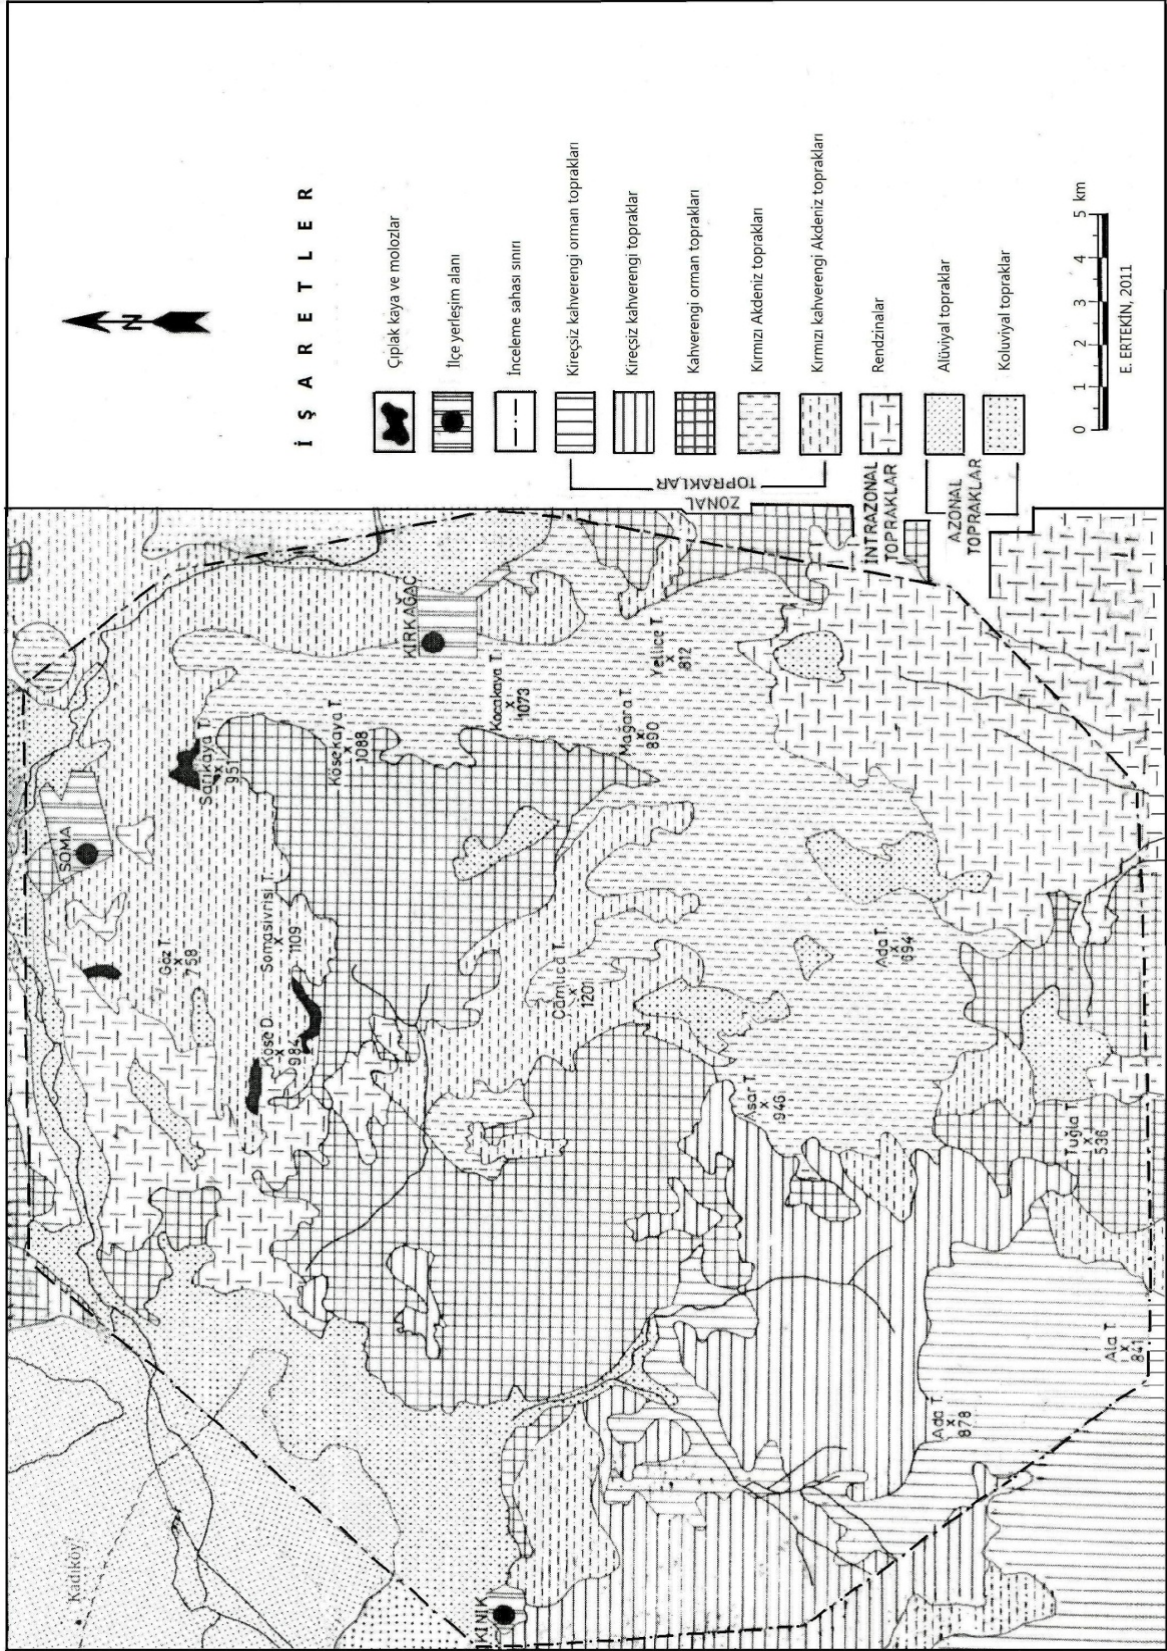 Kadıköy
SOMA
KIRKAĞAÇ
KINIK
Göz T.
x
758
Sarıkaya T.
x
951
Somasivrisi T.
x
1109
Köse D.
x
984
Kösekaya T.
x
1088
Kocakaya T.
x
1073
Çamlıca T.
x
1201
Mağara T.
x
890
Yellice T.
x
812
Asar T.
x
946
Ada T.
x
694
Tuğla T.
x
536
Ada T.
x
878
Ala T.
x
841
N
İŞARETLER
Çıplak kaya ve molozlar
İlçe yerleşim alanı
İnceleme sahası sınırı
ZONAL
TOPRAKLAR
Kireçsiz kahverengi orman toprakları
Kireçsiz kahverengi topraklar
Kahverengi orman toprakları
Kırmızı Akdeniz toprakları
Kırmızı kahverengi Akdeniz toprakları
İNTRAZONAL
TOPRAKLAR
Rendzinalar
AZONAL
TOPRAKLAR
Alüviyal topraklar
Koluviyal topraklar
0 1 2 3 4 5 km
E. ERTEKİN, 2011